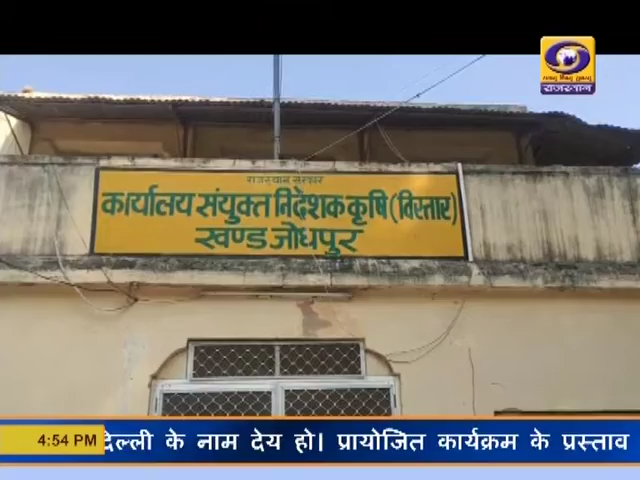 राजस्थान
राजस्थान सरकार
कार्यालय संयुक्त निदेशक कृषि (विस्तार)
खण्ड जोधपुर
4:54 PM दिल्ली के नाम देय हो। प्रायोजित कार्यक्रम के प्रस्ताव